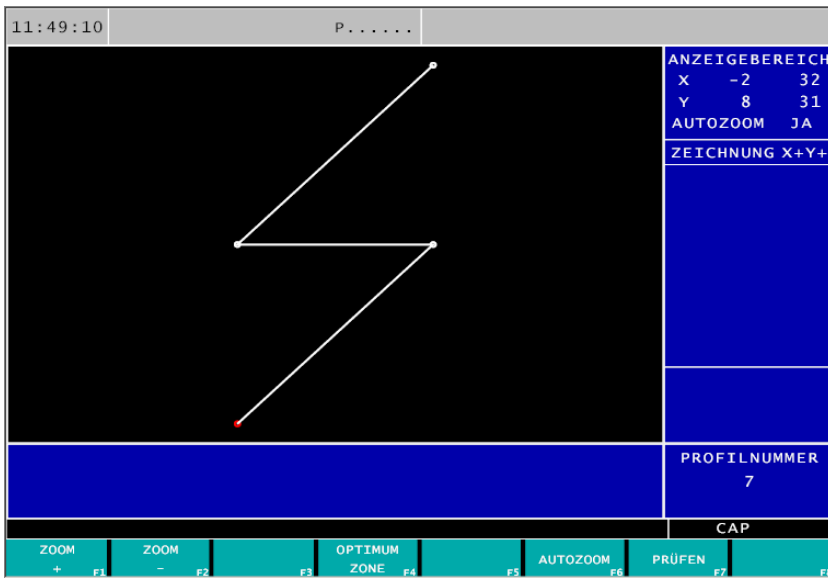 11:49:10 P......
ANZEIGEBEREICH
X -2 32
Y 8 31
AUTOZOOM JA
ZEICHNUNG X+Y+
PROFILNUMMER
7
CAP
ZOOM + F1
ZOOM - F2
F3
OPTIMUM ZONE F4
F5
AUTOZOOM F6
PRÜFEN F7